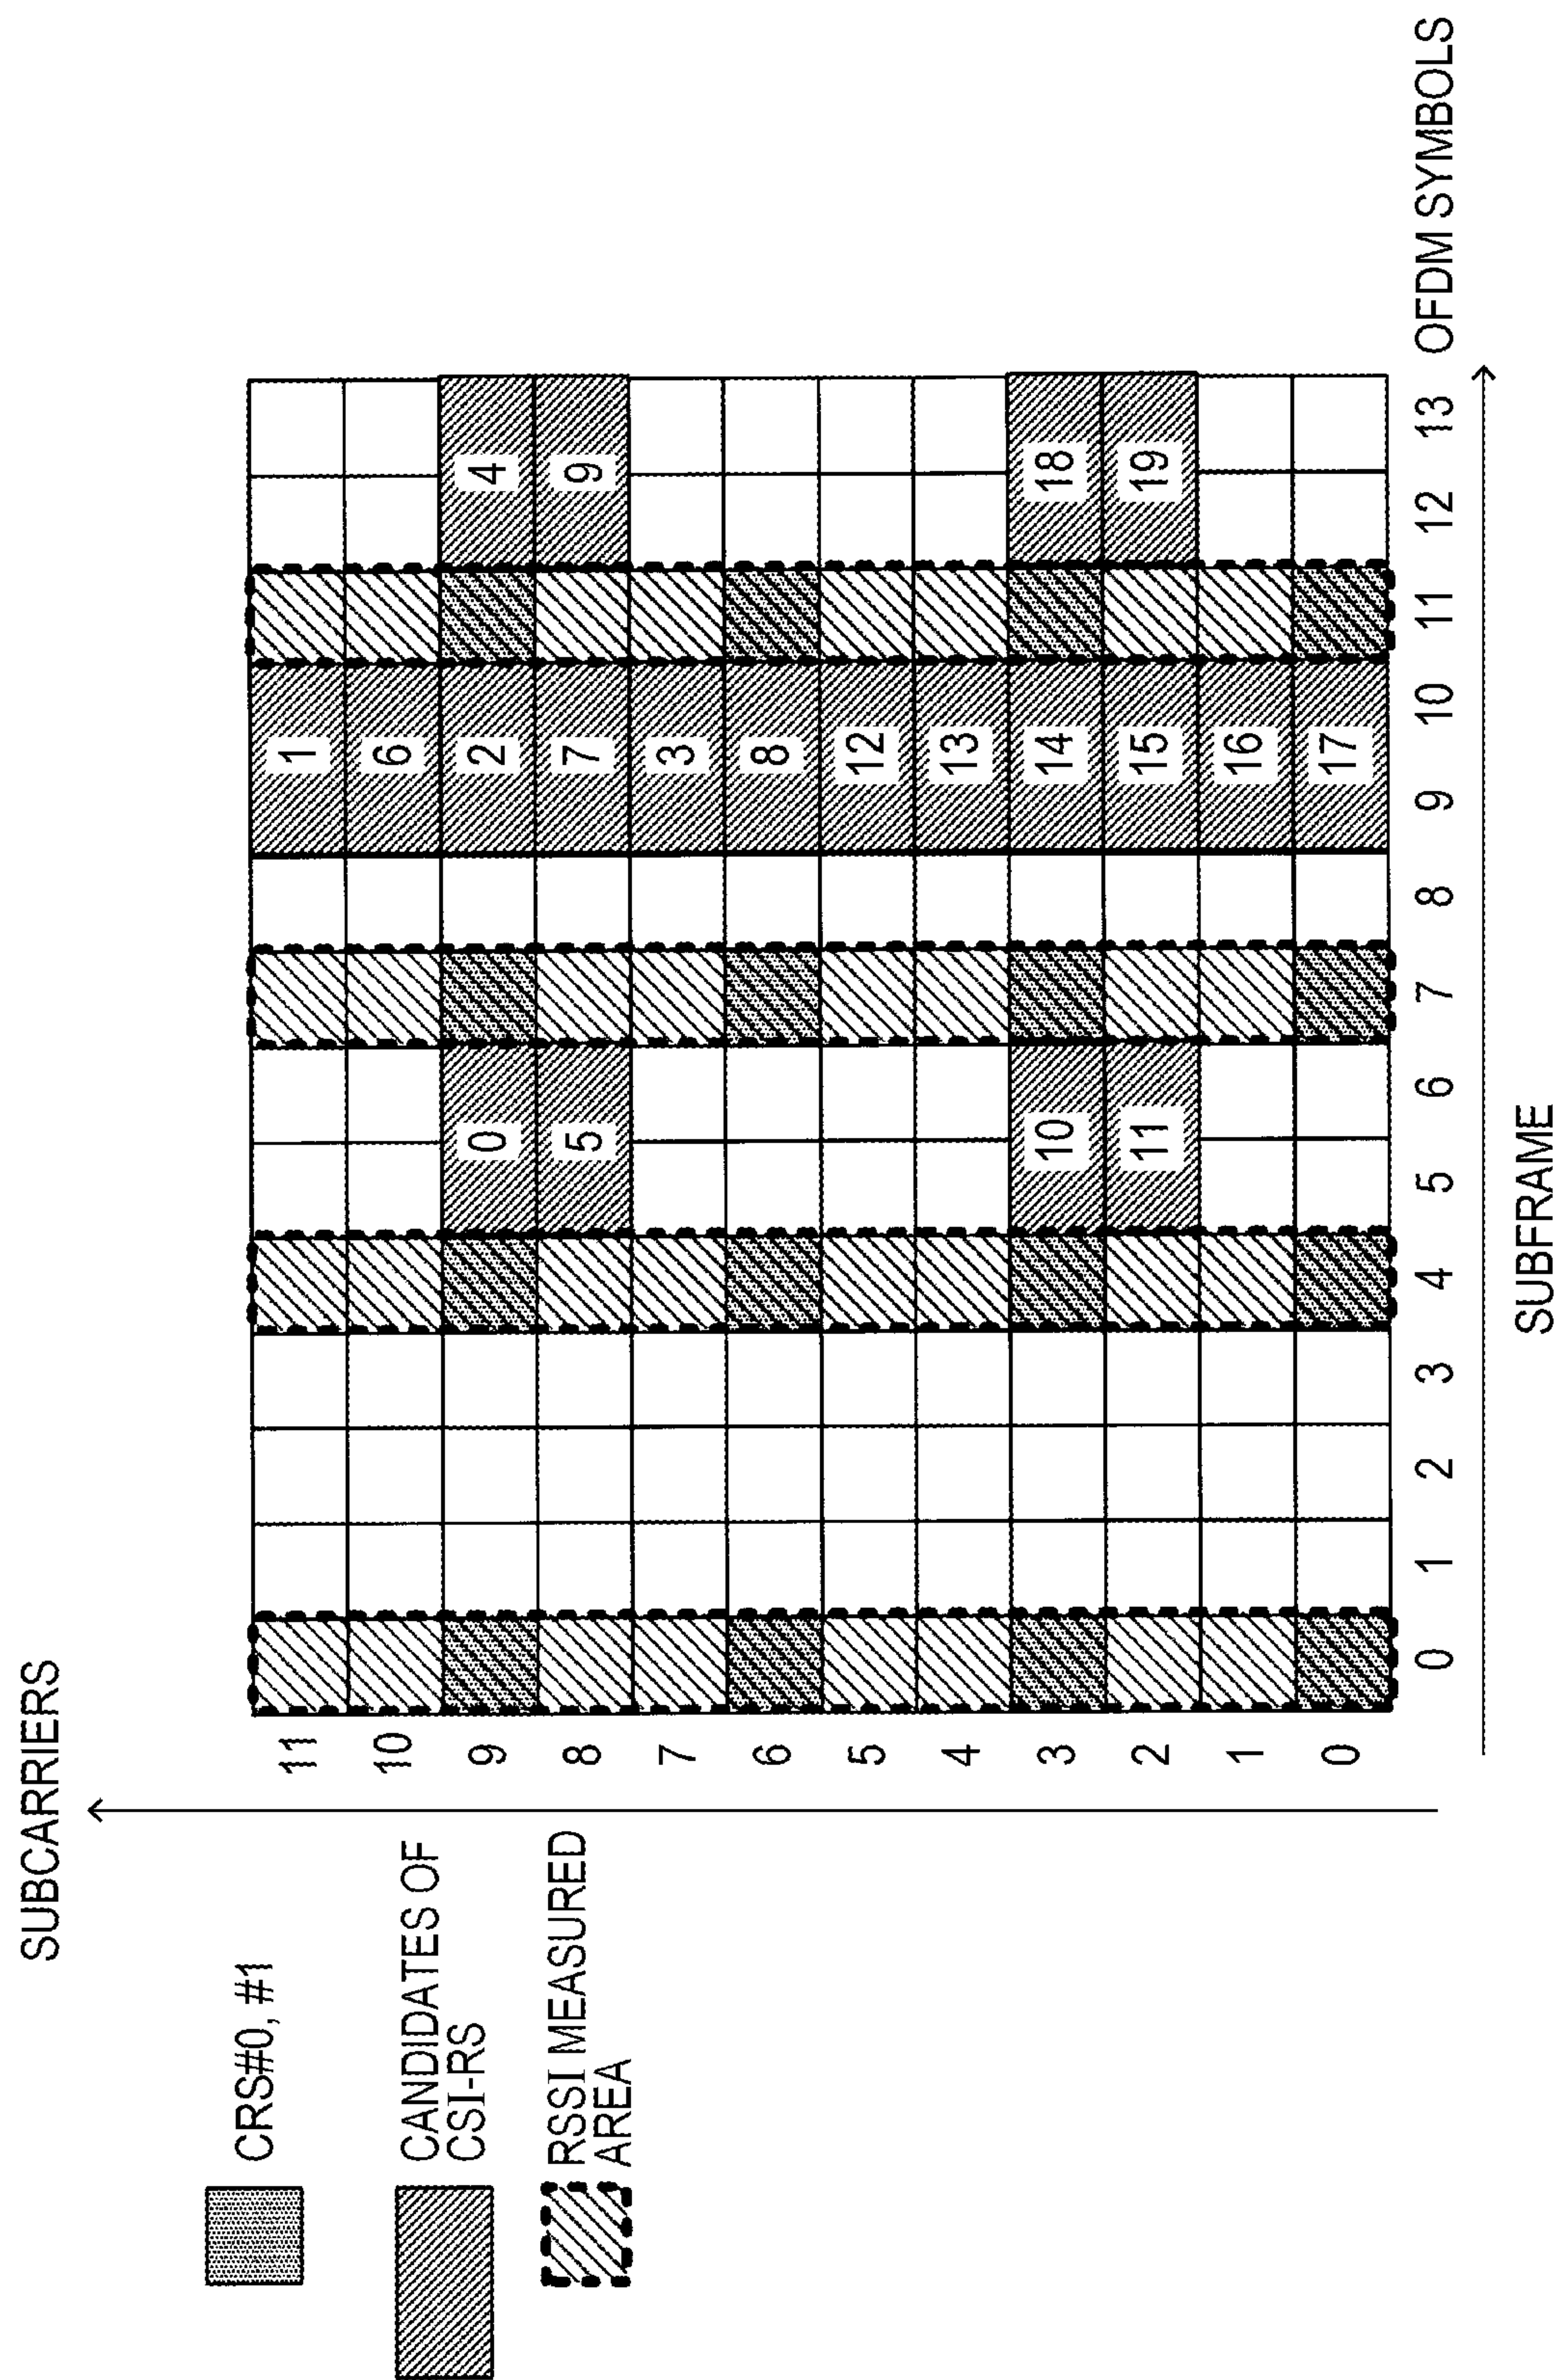 SUBCARRIERS
CRS#0, #1
CANDIDATES OF
CSI-RS
RSSI MEASURED
AREA
11 1
10 6
9 0 2 4
8 5 7 9
7 3
6 8
5 12
4 13
3 10 14 18
2 11 15 19
1 16
0 17
0 1 2 3 4 5 6 7 8 9 10 11 12 13 OFDM SYMBOLS
SUBFRAME